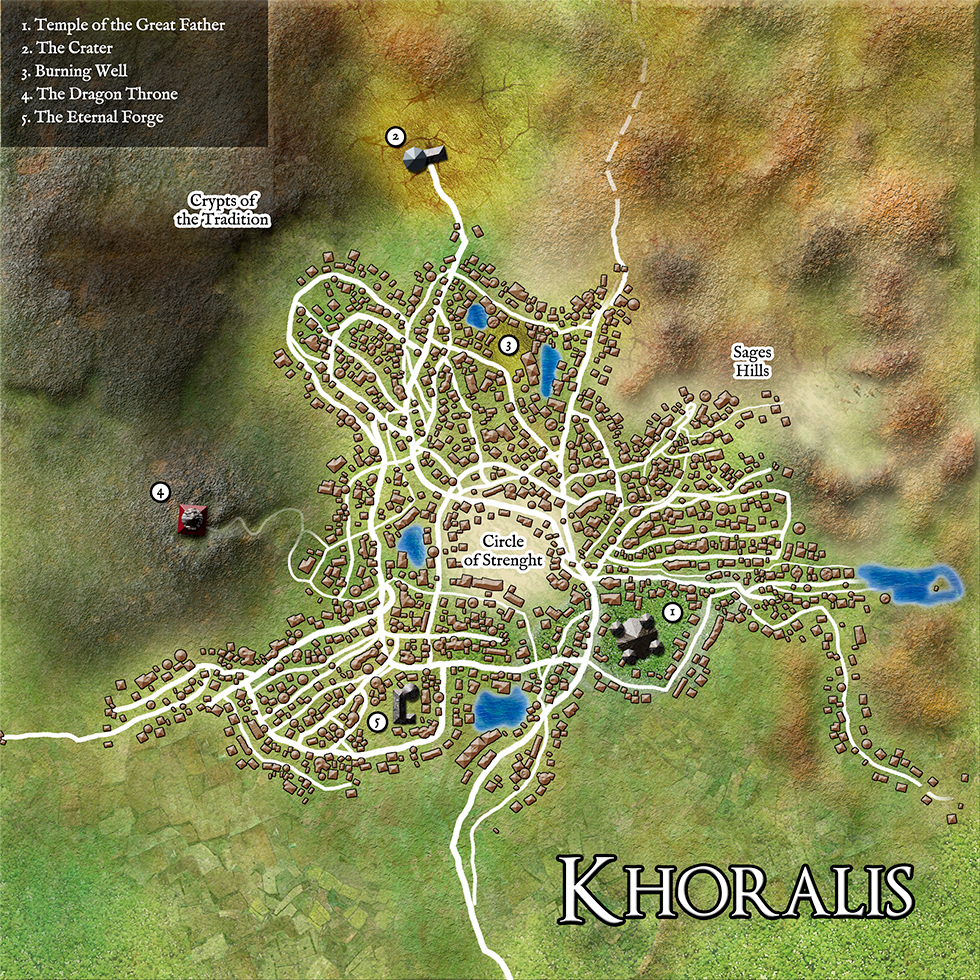 1. Temple of the Great Father
2. The Crater
3. Burning Well
4. The Dragon Throne
5. The Eternal Forge
2
Crypts of
the Tradition
3
Sages
Hills
4
Circle
of Strenght
1
5
KHORALIS